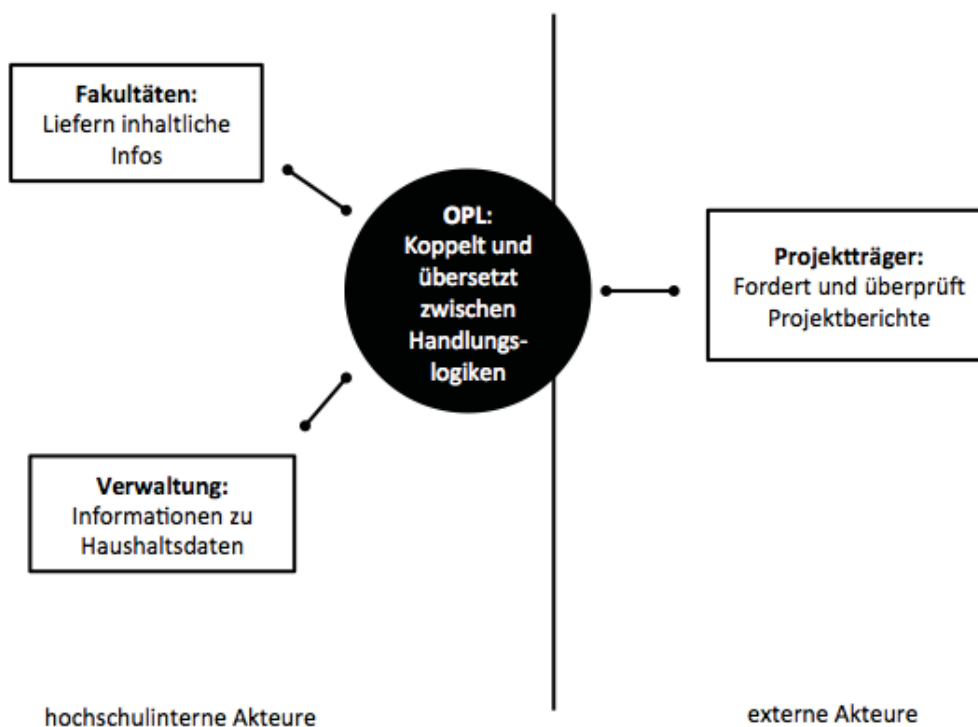 Fakultäten:
Liefern inhaltliche
Infos
OPL:
Koppelt und
übersetzt
zwischen
Handlungs-
logiken
Projektträger:
Fordert und überprüft
Projektberichte
Verwaltung:
Informationen zu
Haushaltsdaten
hochschulinterne Akteure
externe Akteure